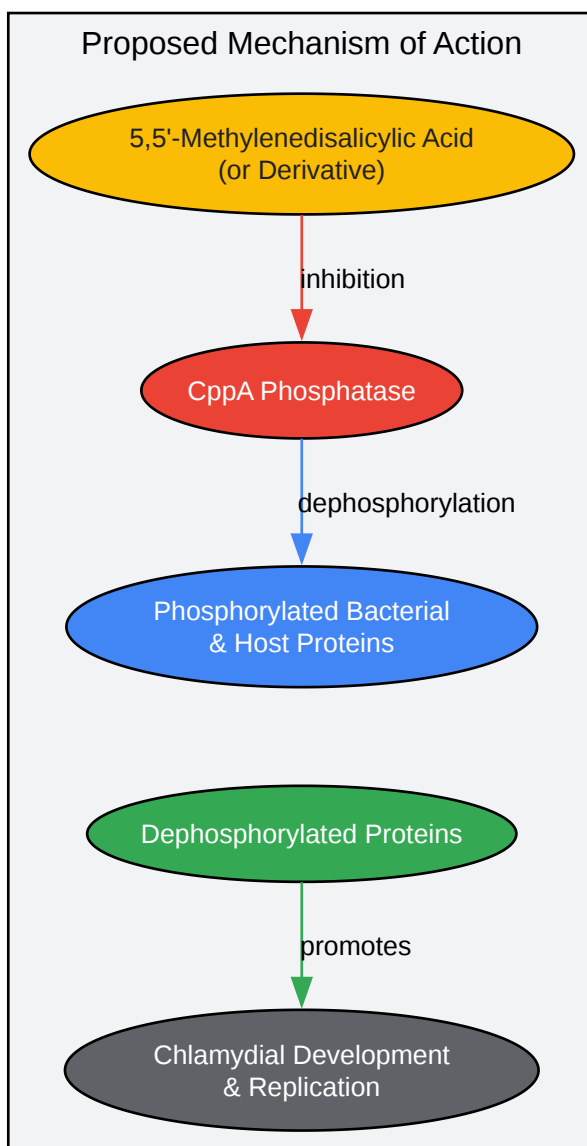 Proposed Mechanism of Action
5,5'-Methylenedisalicylic Acid
(or Derivative)
inhibition
CppA Phosphatase
dephosphorylation
Phosphorylated Bacterial
& Host Proteins
Dephosphorylated Proteins
promotes
Chlamydial Development
& Replication